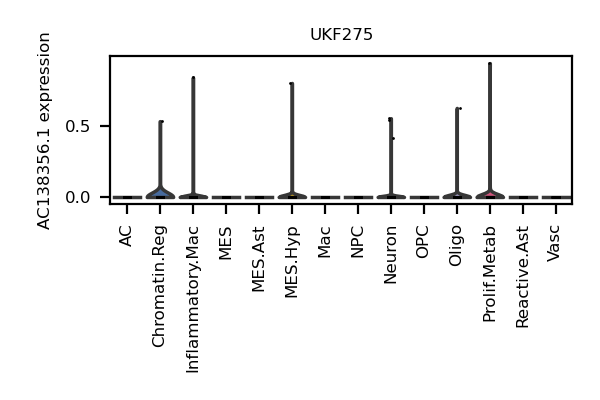 UKF275
AC138356.1 expression
0.5
0.0
AC
Chromatin.Reg
Inflammatory.Mac
MES
MES.Ast
MES.Hyp
Mac
NPC
Neuron
OPC
Oligo
Prolif.Metab
Reactive.Ast
Vasc